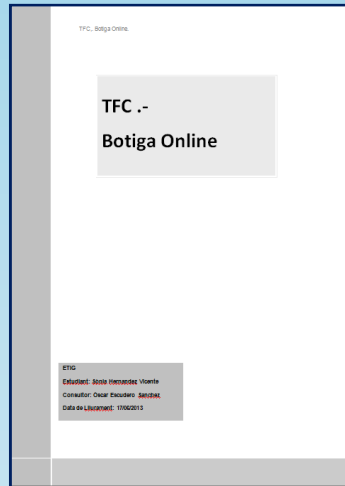 TFC.. Botiga Online.
TFC .-
Botiga Online
ETIG
Estudiant: Sònia Hernandez Vicente
Consultor: Oscar Escudero Sanchez
Data de Lliurament: 17/06/2013